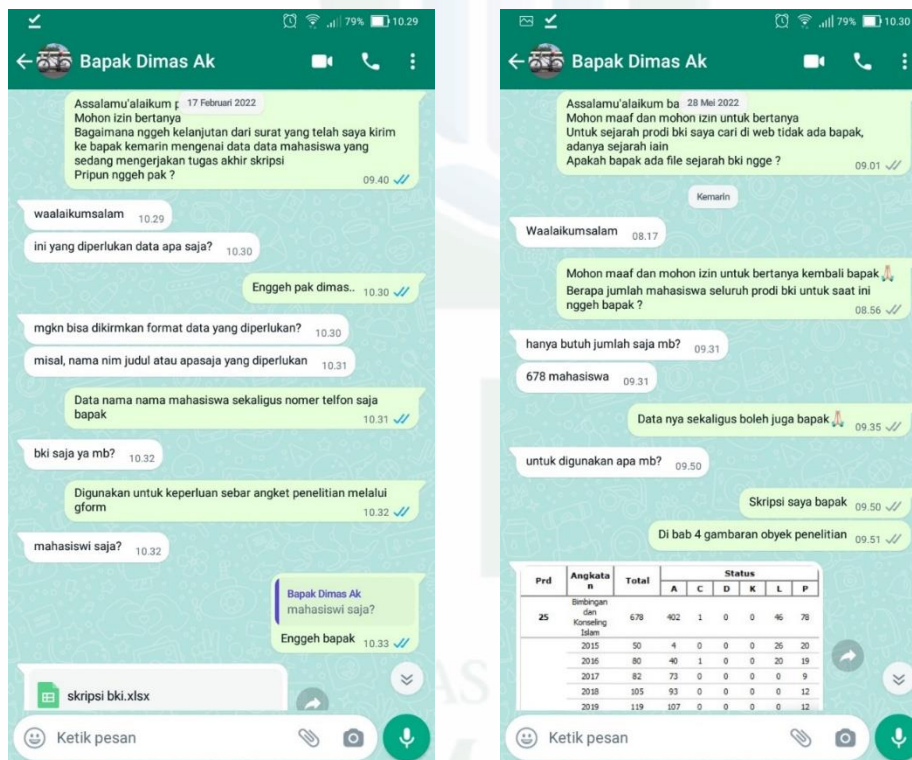 79% 10.29
Bapak Dimas Ak
17 Februari 2022
Assalamu'alaikum
Mohon izin bertanya
Bagaimana nggeh kelanjutan dari surat yang telah saya kirim
ke bapak kemarin mengenai data data mahasiswa yang
sedang mengerjakan tugas akhir skripsi
Pripun nggeh pak ?
09.40
waalaikumsalam 10.29
ini yang diperlukan data apa saja? 10.30
Enggeh pak dimas.. 10.30
mgkn bisa dikirmkan format data yang diperlukan? 10.30
misal, nama nim judul atau apasaja yang diperlukan 10.31
Data nama nama mahasiswa sekaligus nomer telfon saja
bapak 10.31
bki saja ya mb? 10.32
Digunakan untuk keperluan sebar angket penelitian melalui
gform 10.32
mahasiswi saja? 10.32
Bapak Dimas Ak
mahasiswi saja?
Enggeh bapak 10.33
skripsi bki.xlsx
Ketik pesan
79% 10.30
Bapak Dimas Ak
28 Mei 2022
Assalamu'alaikum ba
Mohon maaf dan mohon izin untuk bertanya
Untuk sejarah prodi bki saya cari di web tidak ada bapak,
adanya sejarah iain
Apakah bapak ada file sejarah bki ngge ? 09.01
Kemarin
Waalaikumsalam 08.17
Mohon maaf dan mohon izin untuk bertanya kembali bapak🙏🏻
Berapa jumlah mahasiswa seluruh prodi bki untuk saat ini
nggeh bapak ? 08.56
hanya butuh jumlah saja mb? 09.31
678 mahasiswa 09.31
Data nya sekaligus boleh juga bapak🙏🏻 09.35
untuk digunakan apa mb? 09.50
Skripsi saya bapak 09.50
Di bab 4 gambaran obyek penelitian 09.51
Prd Angkata n Total Status
A C D K L P
25 Bimbingan dan Konseling Islam 678 402 1 0 0 46 78
2015 50 4 0 0 0 26 20
2016 80 40 1 0 0 20 19
2017 82 73 0 0 0 0 9
2018 105 93 0 0 0 0 12
2019 119 107 0 0 0 0 12
Ketik pesan